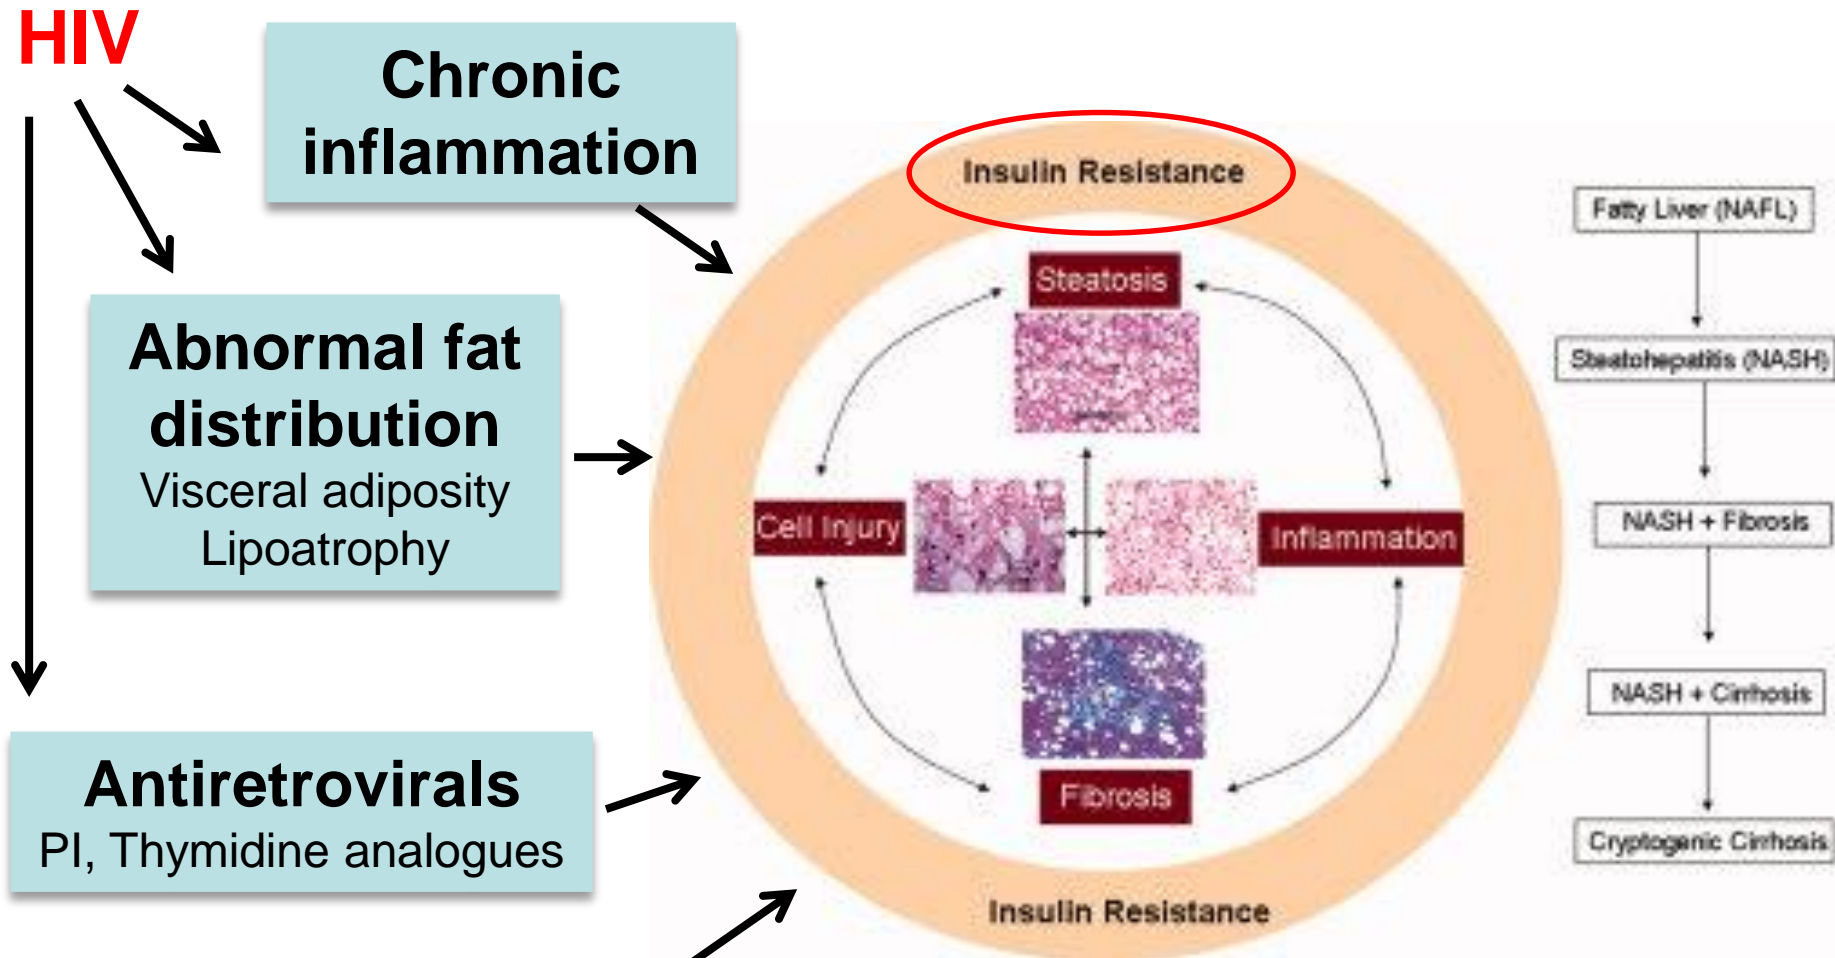 HIV
Chronic
inflammation
Abnormal fat
distribution
Visceral adiposity
Lipoatrophy
Antiretrovirals
PI, Thymidine analogues
Insulin Resistance
Steatosis
Cell Injury
Inflammation
Fibrosis
Insulin Resistance
Fatty Liver (NAFL)
Steatohepatitis (NASH)
NASH + Fibrosis
NASH + Cirrhosis
Cryptogenic Cirrhosis